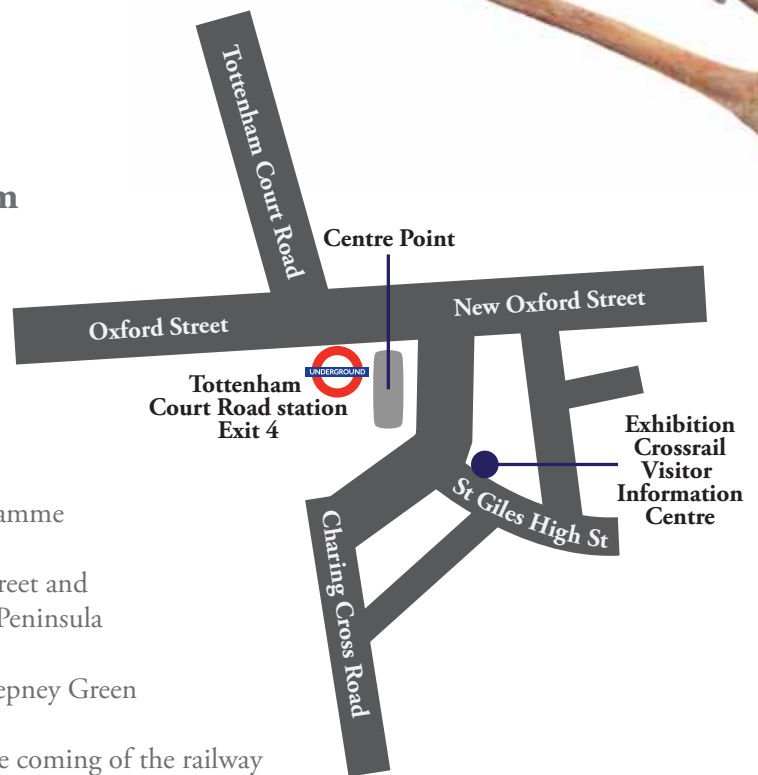 m
Tottenham Court Road
Centre Point
Oxford Street
New Oxford Street
UNDERGROUND
Tottenham
Court Road station
Exit 4
Exhibition
Crossrail
Visitor
Information
Centre
St Giles High St
Charing Cross Road
amme
reet and
Peninsula
epney Green
e coming of the railway